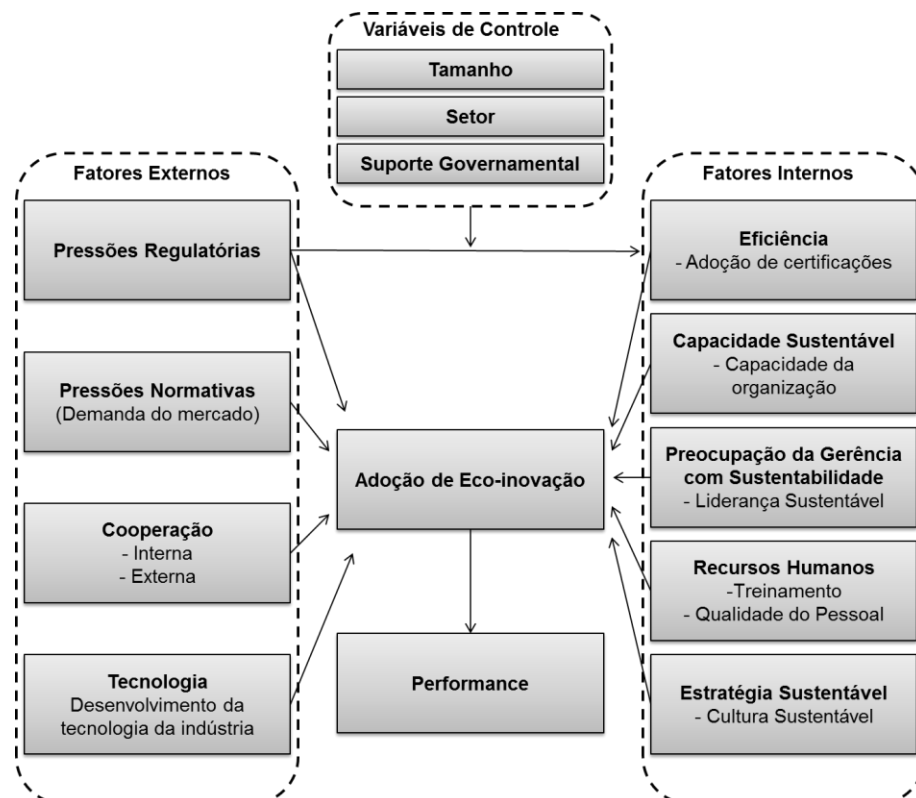 Variáveis de Controle
Tamanho
Setor
Suporte Governamental
Fatores Externos
Pressões Regulatórias
Pressões Normativas
(Demanda do mercado)
Cooperação
- Interna
- Externa
Tecnologia
Desenvolvimento da
tecnologia da indústria
Adoção de Eco-inovação
Performance
Fatores Internos
Eficiência
- Adoção de certificações
Capacidade Sustentável
- Capacidade da
organização
Preocupação da Gerência
com Sustentabilidade
- Liderança Sustentável
Recursos Humanos
-Treinamento
- Qualidade do Pessoal
Estratégia Sustentável
- Cultura Sustentável